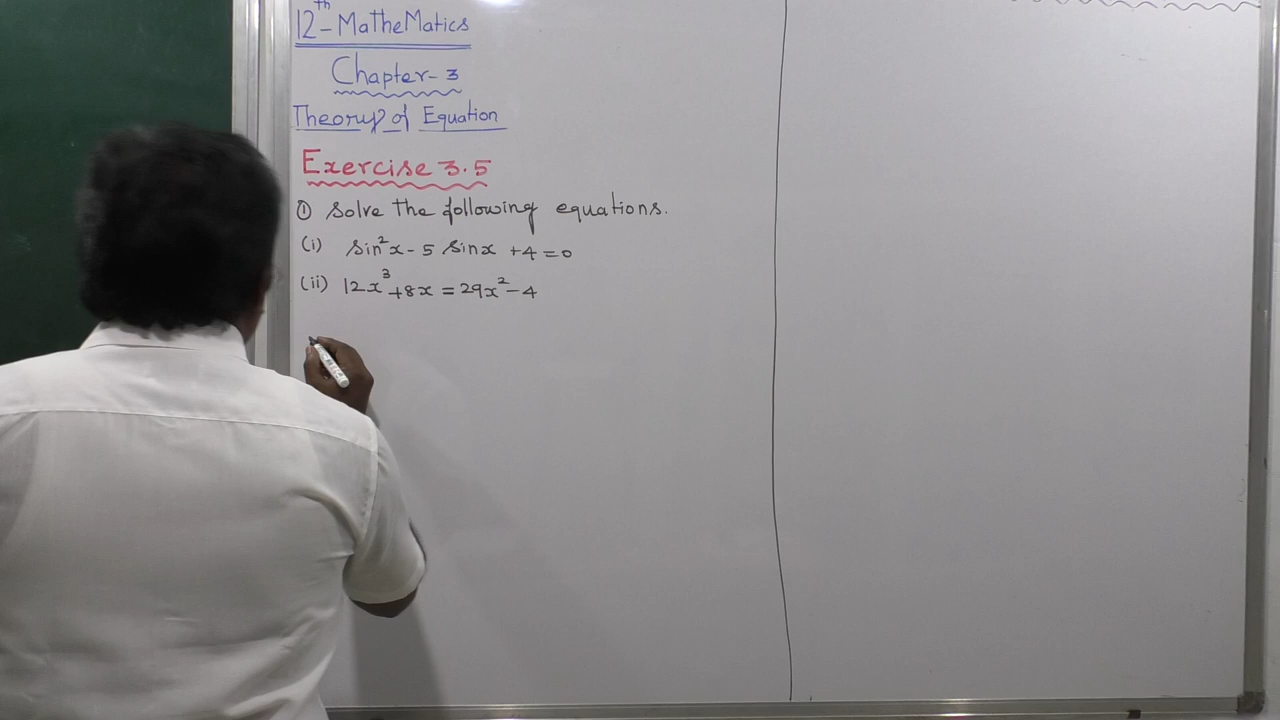 12th - MatheMatics
Chapter - 3
Theory of Equation
Exercise 3.5
① Solve the following equations.
(i) sin²x - 5 sinx + 4 = 0
(ii) 12x³ + 8x = 29x² - 4